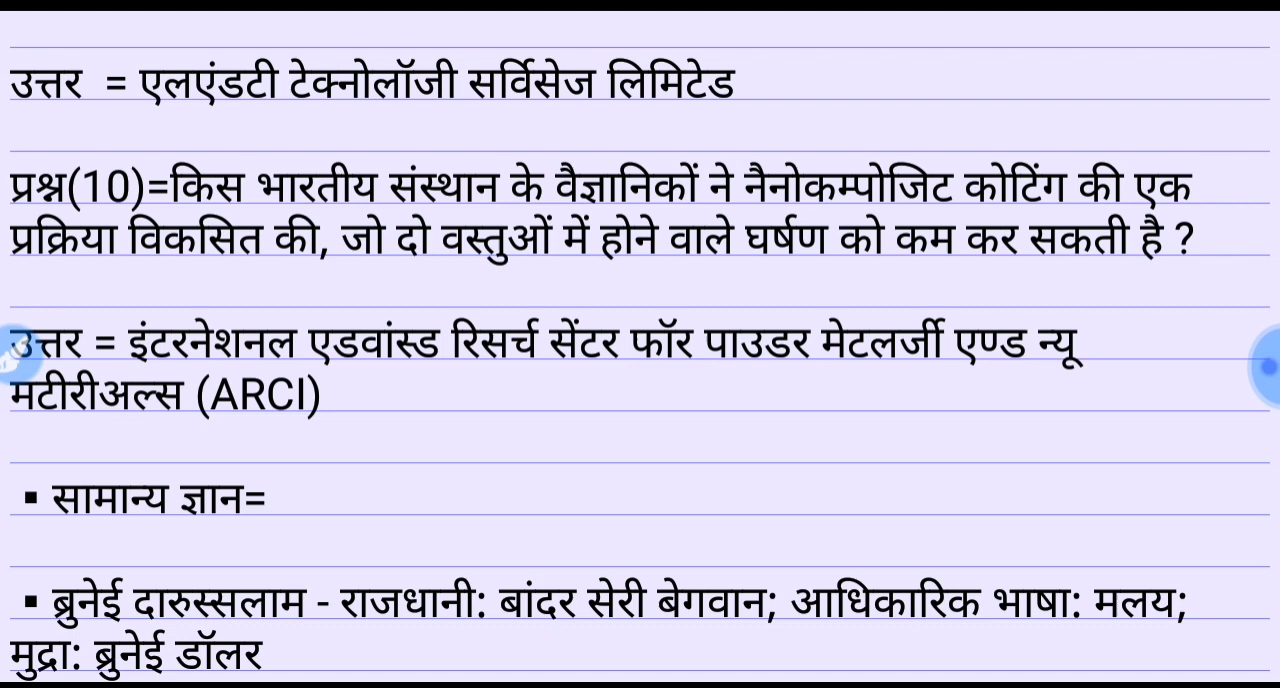 उत्तर = एलएंडटी टेक्नोलॉजी सर्विसेज लिमिटेड
प्रश्न(10)=किस भारतीय संस्थान के वैज्ञानिकों ने नैनोकम्पोजिट कोटिंग की एक
प्रक्रिया विकसित की, जो दो वस्तुओं में होने वाले घर्षण को कम कर सकती है ?
उत्तर = इंटरनेशनल एडवांस्ड रिसर्च सेंटर फॉर पाउडर मेटलर्जी एण्ड न्यू
मटीरीअल्स (ARCI)
▪ सामान्य ज्ञान=
▪ ब्रुनेई दारुस्सलाम - राजधानी: बांदर सेरी बेगवान; आधिकारिक भाषा: मलय;
मुद्रा: ब्रुनेई डॉलर